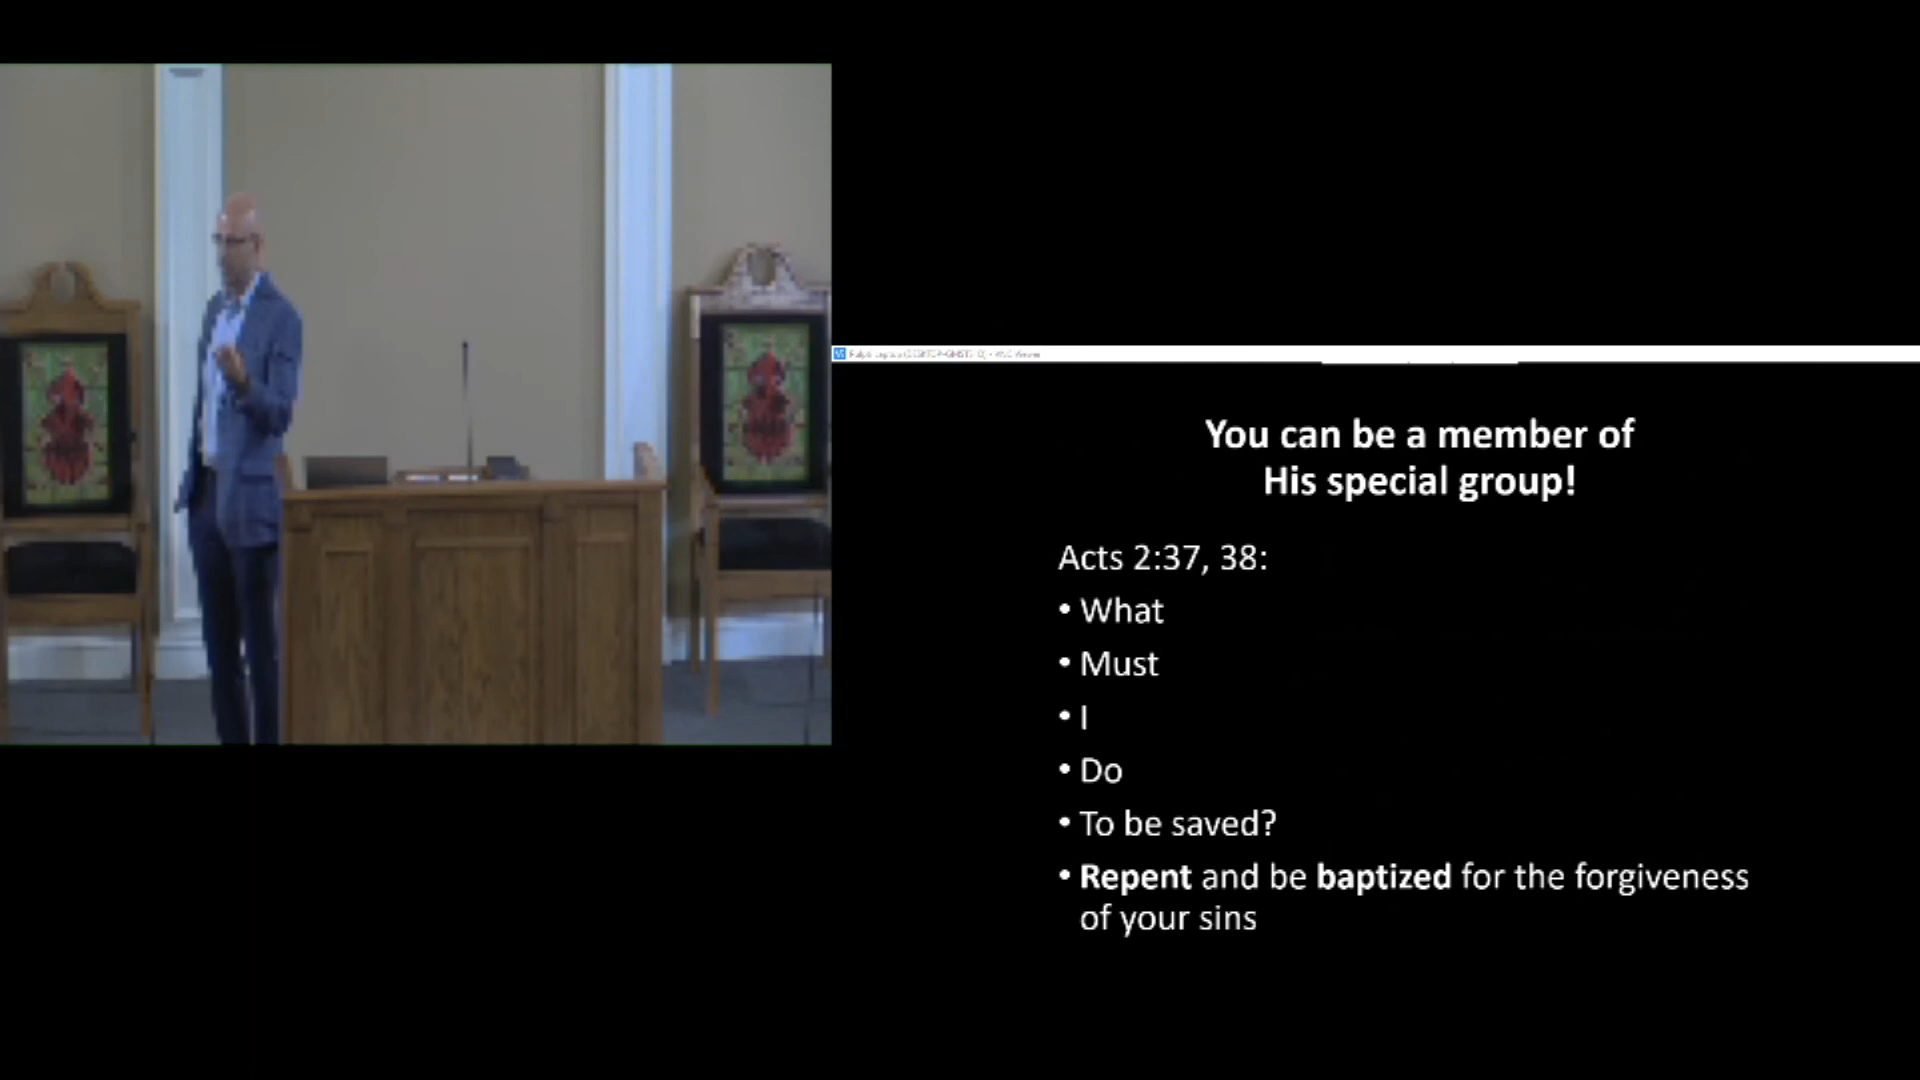 You can be a member of
His special group!
Acts 2:37, 38:
• What
• Must
• I
• Do
• To be saved?
• Repent and be baptized for the forgiveness
of your sins